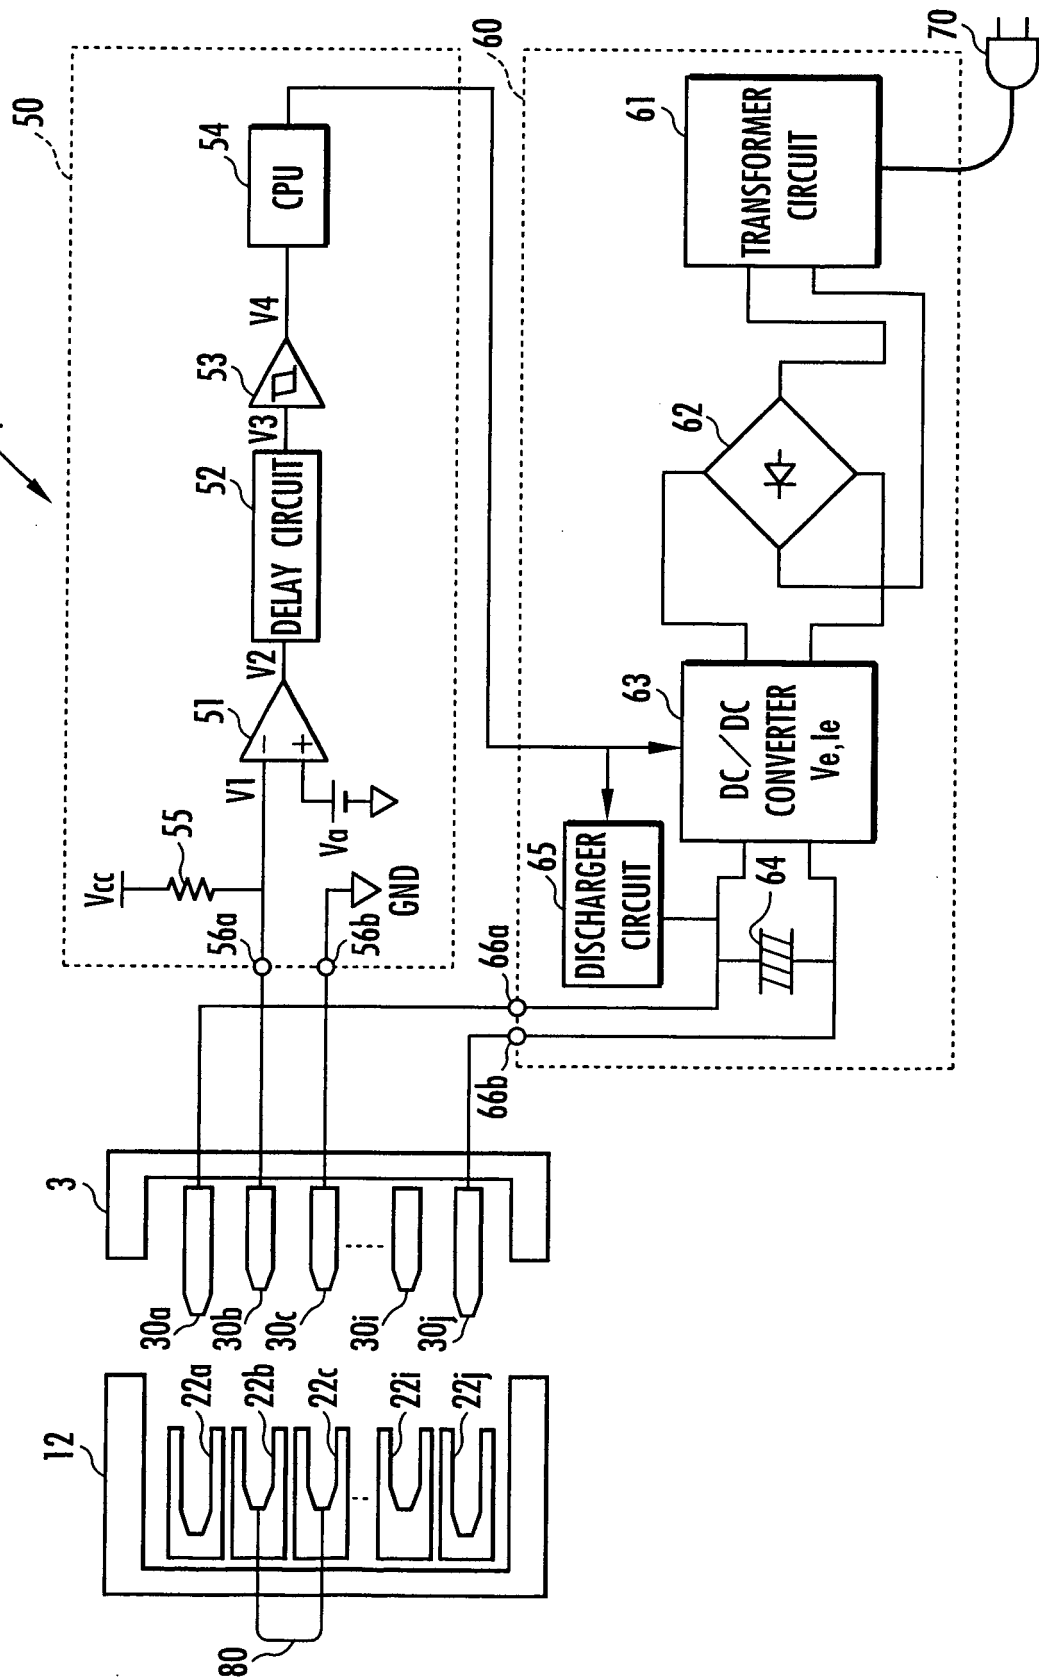 50
54
CPU
V4
53
V3
52
DELAY CIRCUIT
V2
51
V1
55
Vcc
Va
56a
56b
GND
60
70
61
TRANSFORMER
CIRCUIT
62
63
DC/DC
CONVERTER
Ve, Ie
64
65
DISCHARGER
CIRCUIT
66a
66b
3
30a
30b
30c
30i
30j
12
22a
22b
22c
22i
22j
80